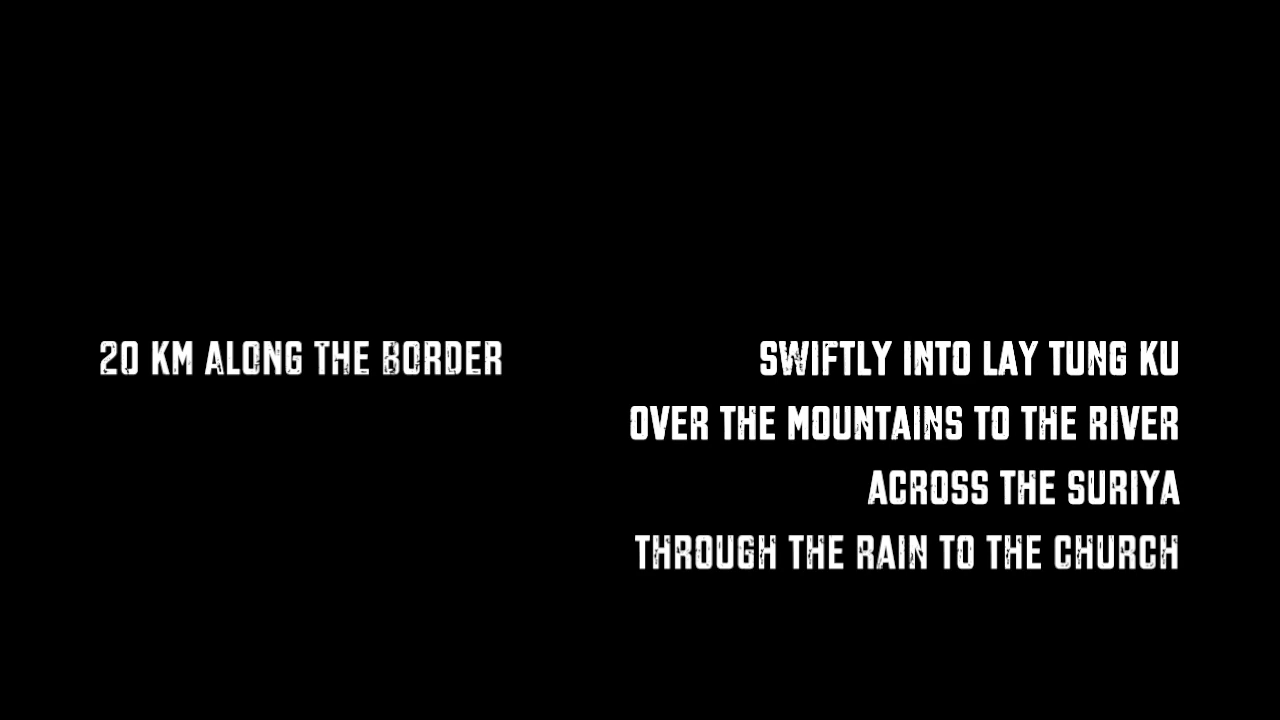 20 KM ALONG THE BORDER
SWIFTLY INTO LAY TUNG KU
OVER THE MOUNTAINS TO THE RIVER
ACROSS THE SURIYA
THROUGH THE RAIN TO THE CHURCH